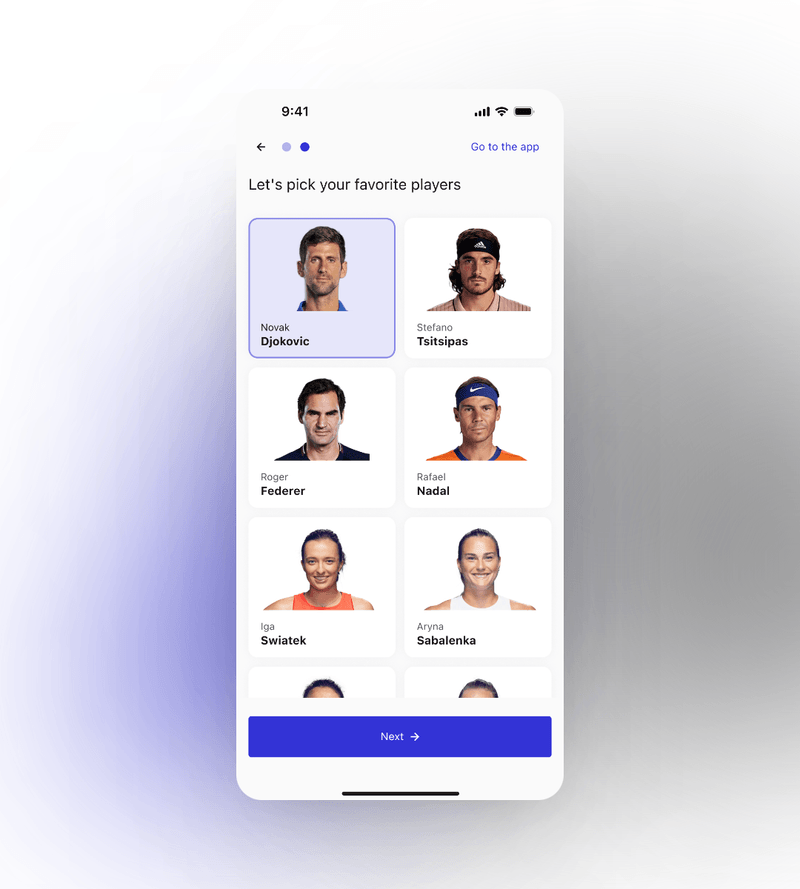 9:41
Go to the app
Let's pick your favorite players
Novak
Djokovic
Stefano
Tsitsipas
Roger
Federer
Rafael
Nadal
Iga
Swiatek
Aryna
Sabalenka
Next